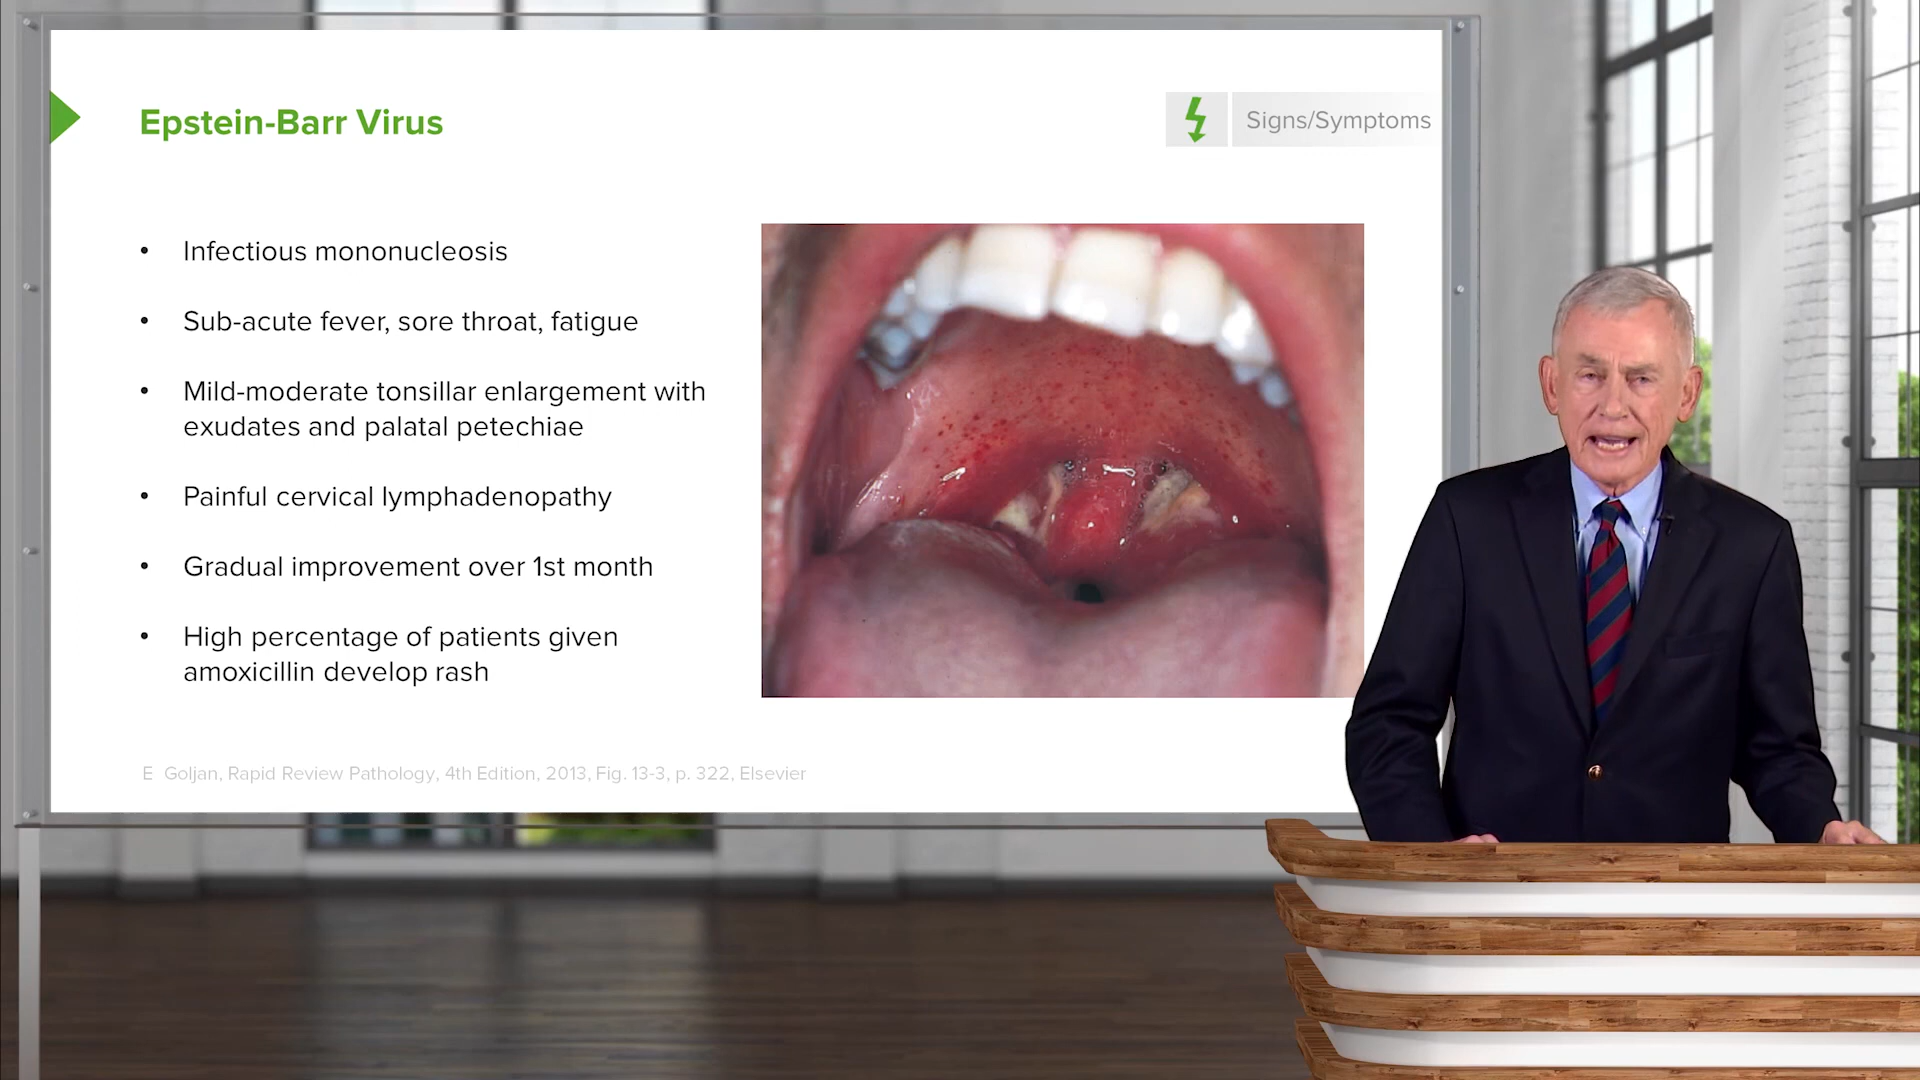 Epstein-Barr Virus
Signs/Symptoms
• Infectious mononucleosis
• Sub-acute fever, sore throat, fatigue
• Mild-moderate tonsillar enlargement with
exudates and palatal petechiae
• Painful cervical lymphadenopathy
• Gradual improvement over 1st month
• High percentage of patients given
amoxicillin develop rash
E Goljan, Rapid Review Pathology, 4th Edition, 2013, Fig. 13-3, p. 322, Elsevier